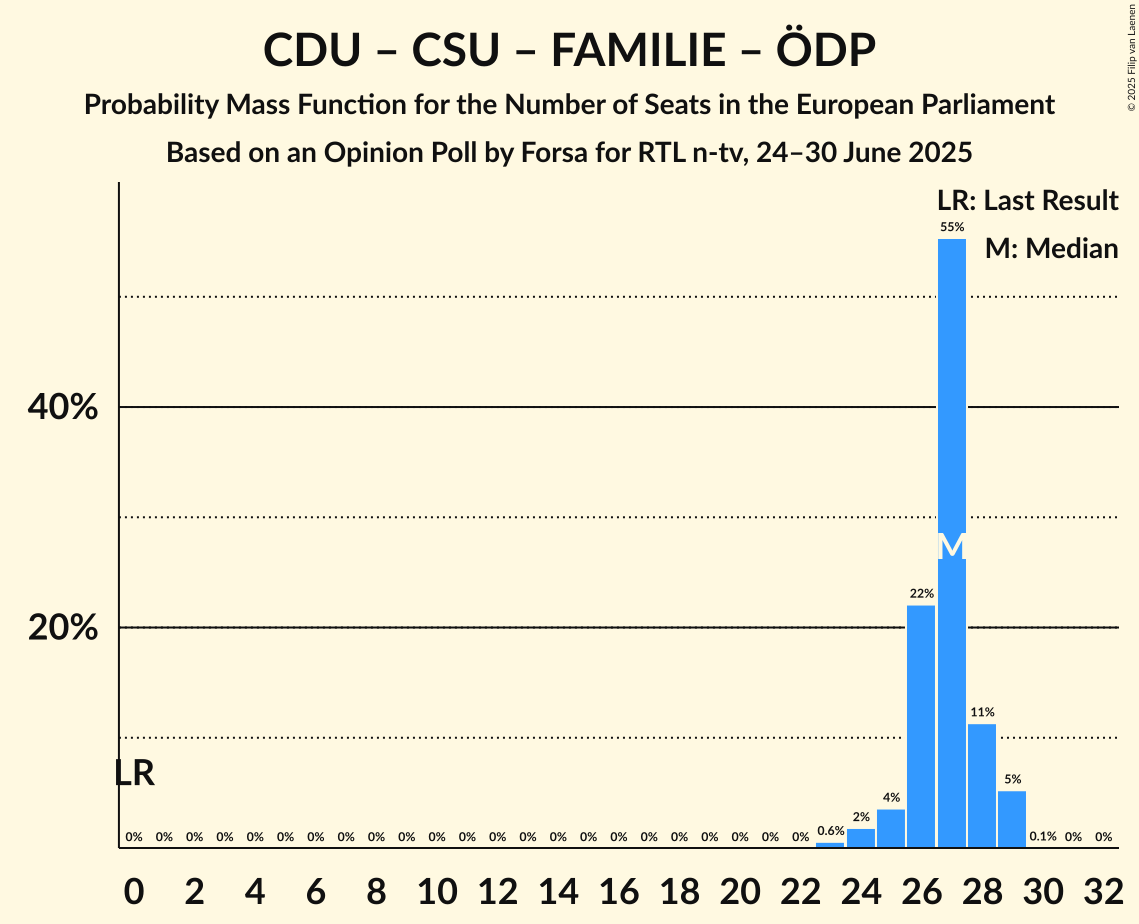 CDU – CSU – FAMILIE – ÖDP
Probability Mass Function for the Number of Seats in the European Parliament
Based on an Opinion Poll by Forsa for RTL n-tv, 24–30 June 2025
© 2025 Filip van Laenen
LR: Last Result
M: Median
55%
40%
M
22%
20%
11%
LR
5%
4%
2%
0% 0% 0% 0% 0% 0% 0% 0% 0% 0% 0% 0% 0% 0% 0% 0% 0% 0% 0% 0% 0% 0% 0% 0.6% 0.1% 0% 0%
0 2 4 6 8 10 12 14 16 18 20 22 24 26 28 30 32